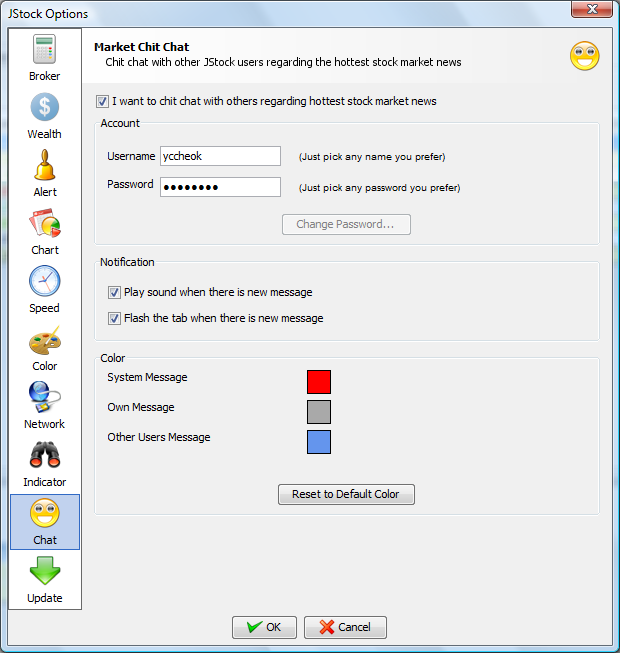 JStock Options
Broker
Wealth
Alert
Chart
Speed
Color
Network
Indicator
Chat
Update
Market Chit Chat
Chit chat with other JStock users regarding the hottest stock market news
I want to chit chat with others regarding hottest stock market news
Account
Username yccheok (Just pick any name you prefer)
Password ●●●●●●●● (Just pick any password you prefer)
Change Password...
Notification
Play sound when there is new message
Flash the tab when there is new message
Color
System Message
Own Message
Other Users Message
Reset to Default Color
OK Cancel